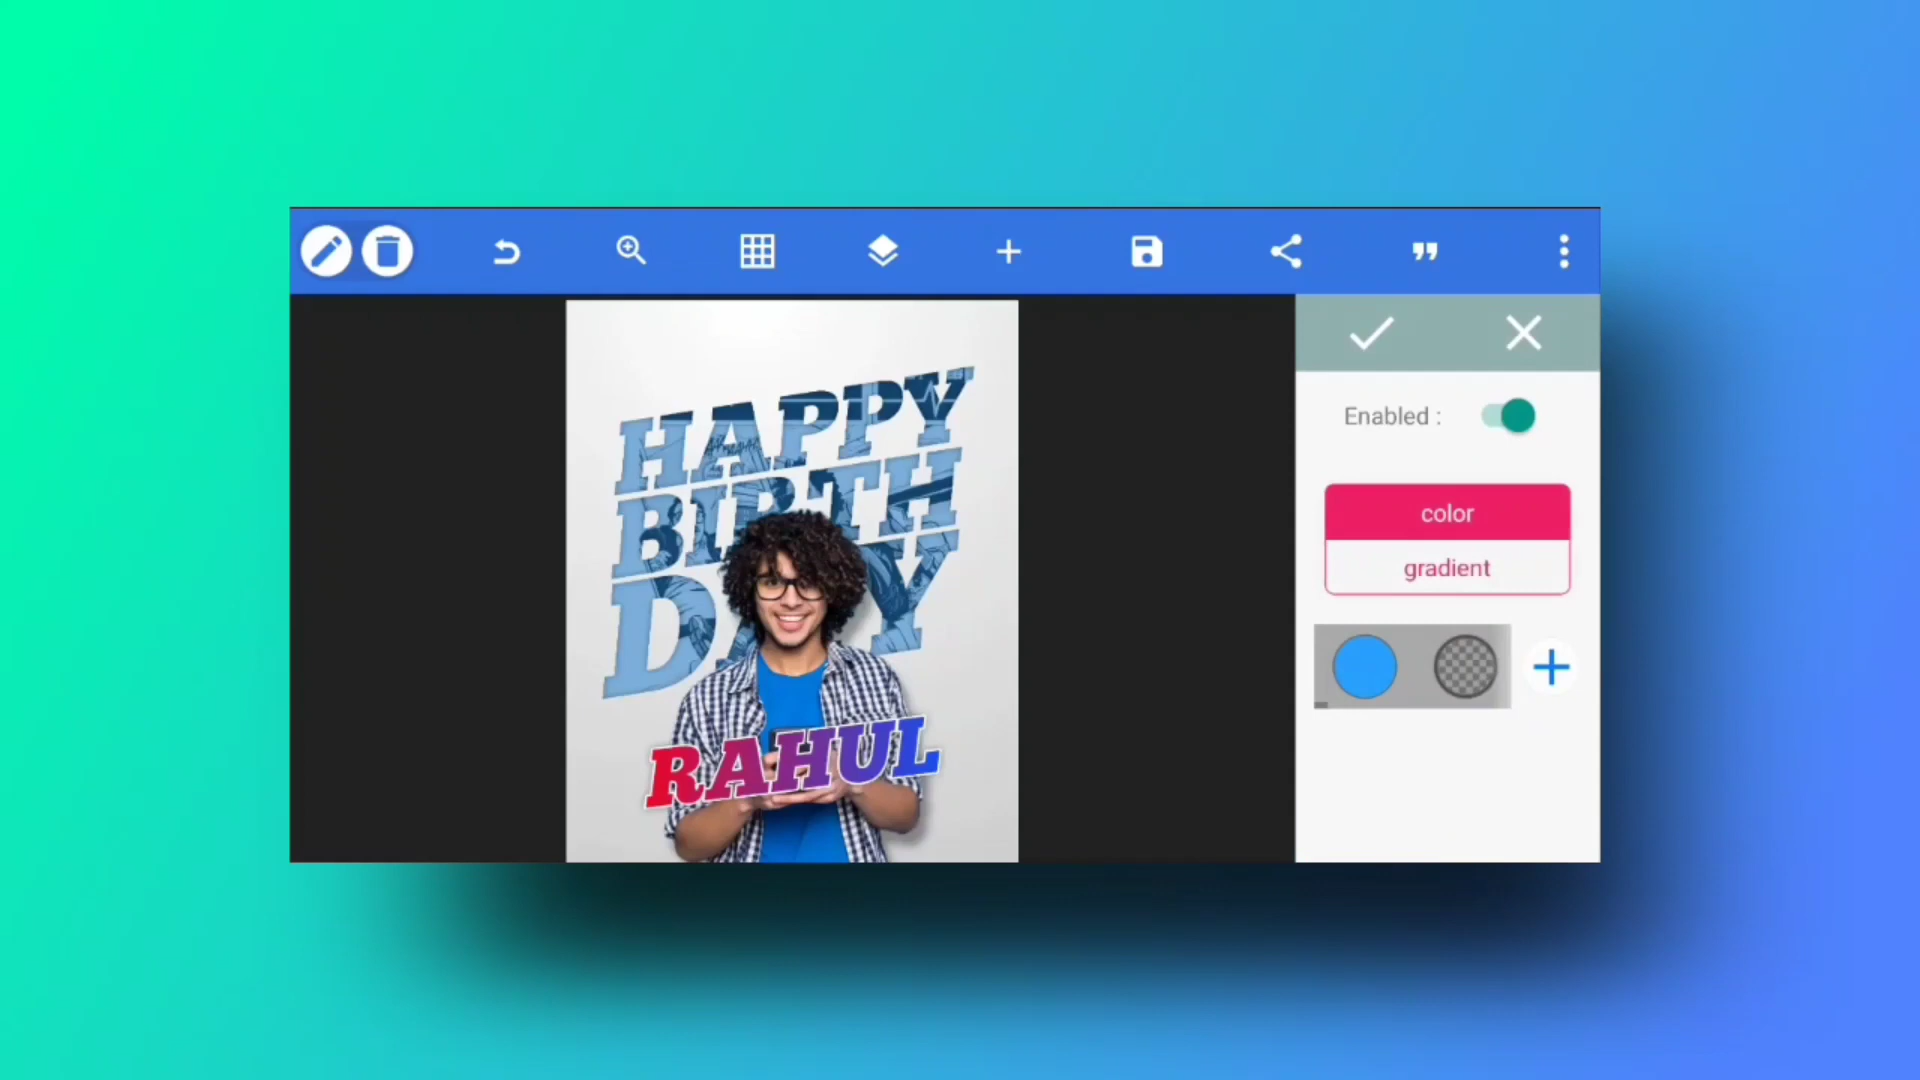 Enabled :
HAPPY
BIRTH
DAY
RAHUL
color
gradient